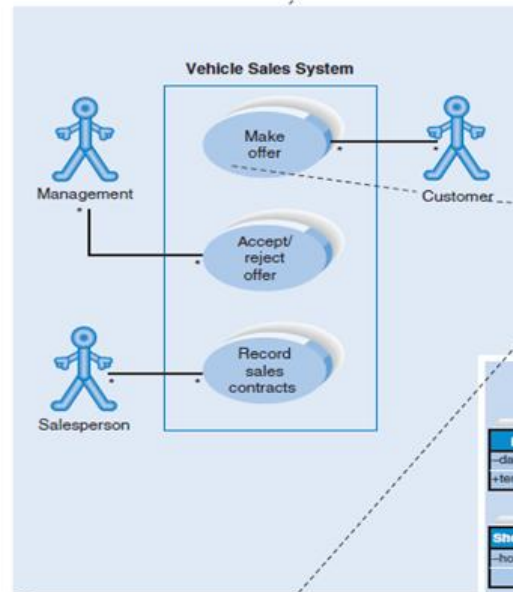 Vehicle Sales System
Make
offer
Management
*
*
*
Customer
Accept/
reject
offer
*
Record
sales
contracts
*
*
Salesperson